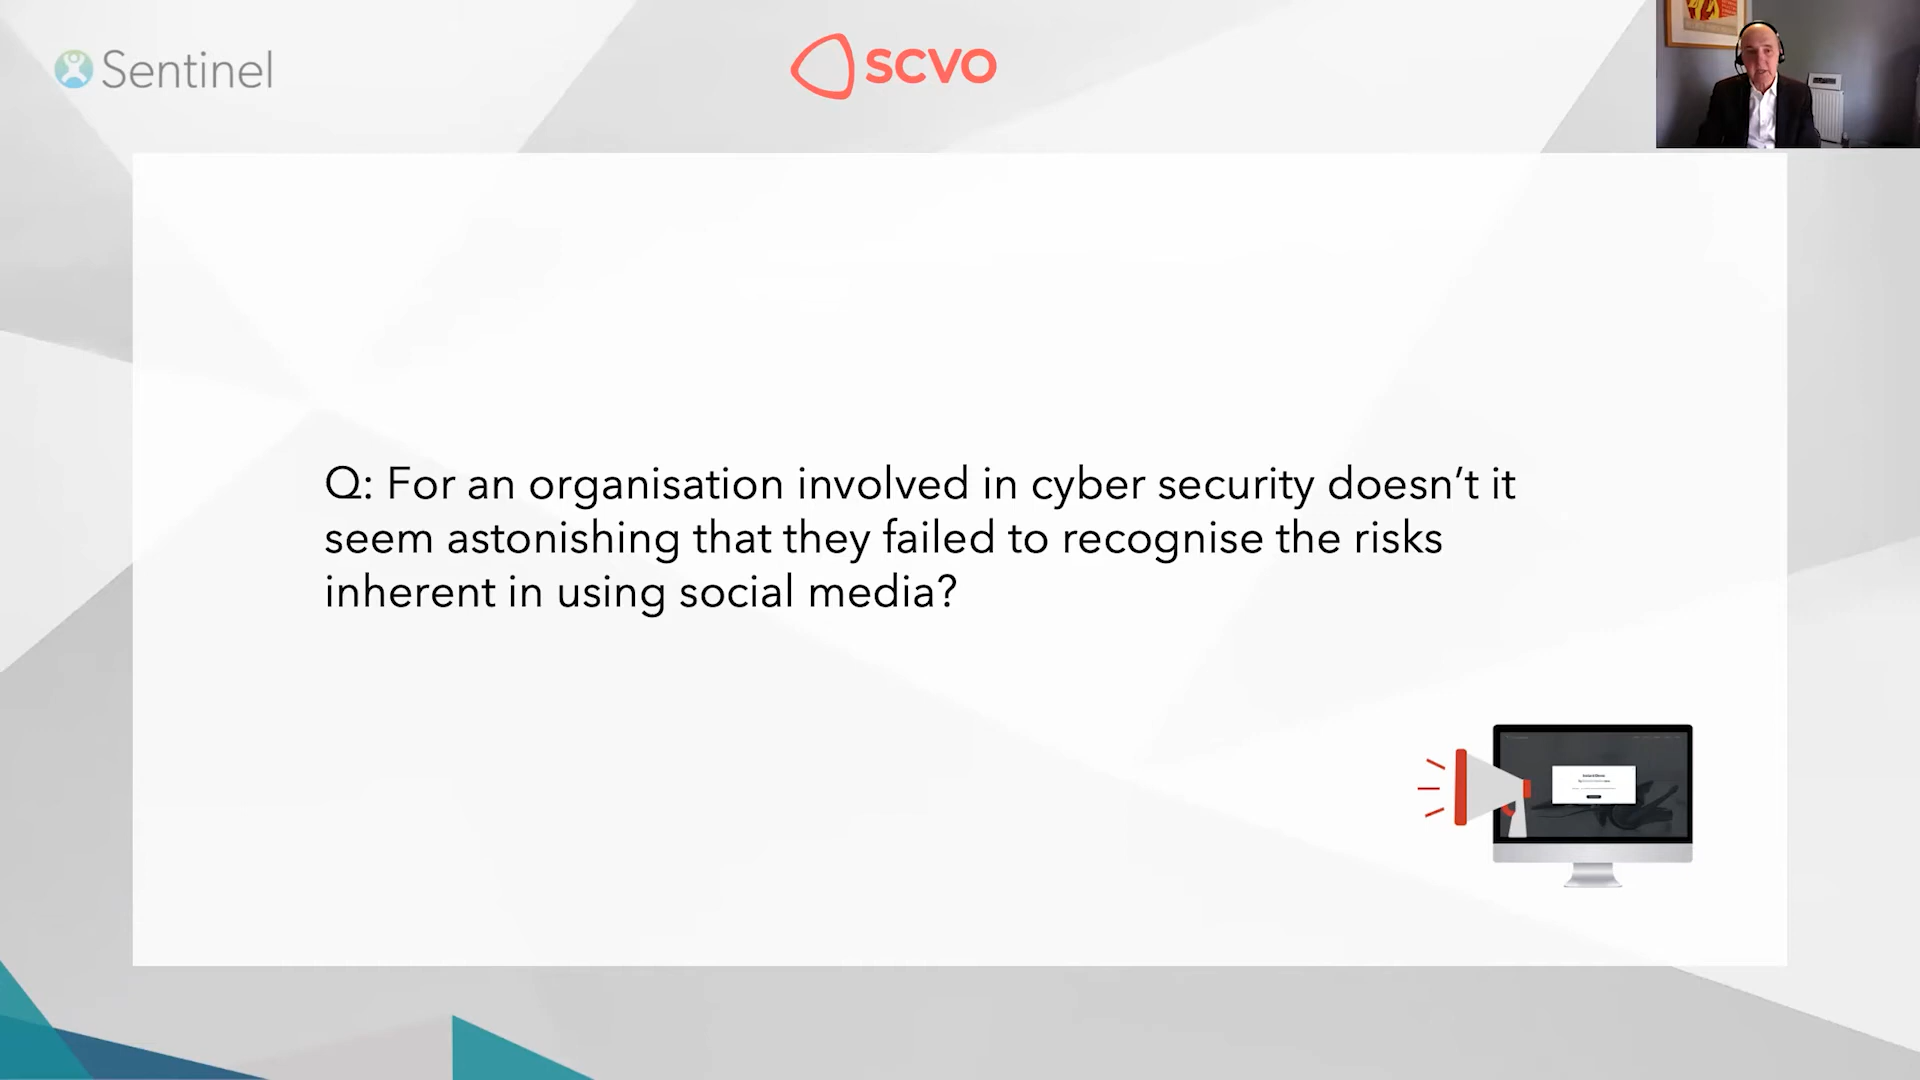 Sentinel
scvo
Q: For an organisation involved in cyber security doesn’t it
seem astonishing that they failed to recognise the risks
inherent in using social media?